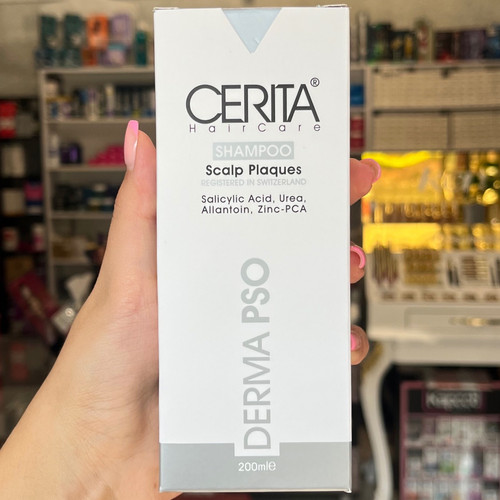 CERITA®
HairCare
SHAMPOO
Scalp Plaques
REGISTERED IN SWITZERLAND
Salicylic Acid, Urea,
Allantoin, Zinc-PCA
DERMA PSO
200ml℮